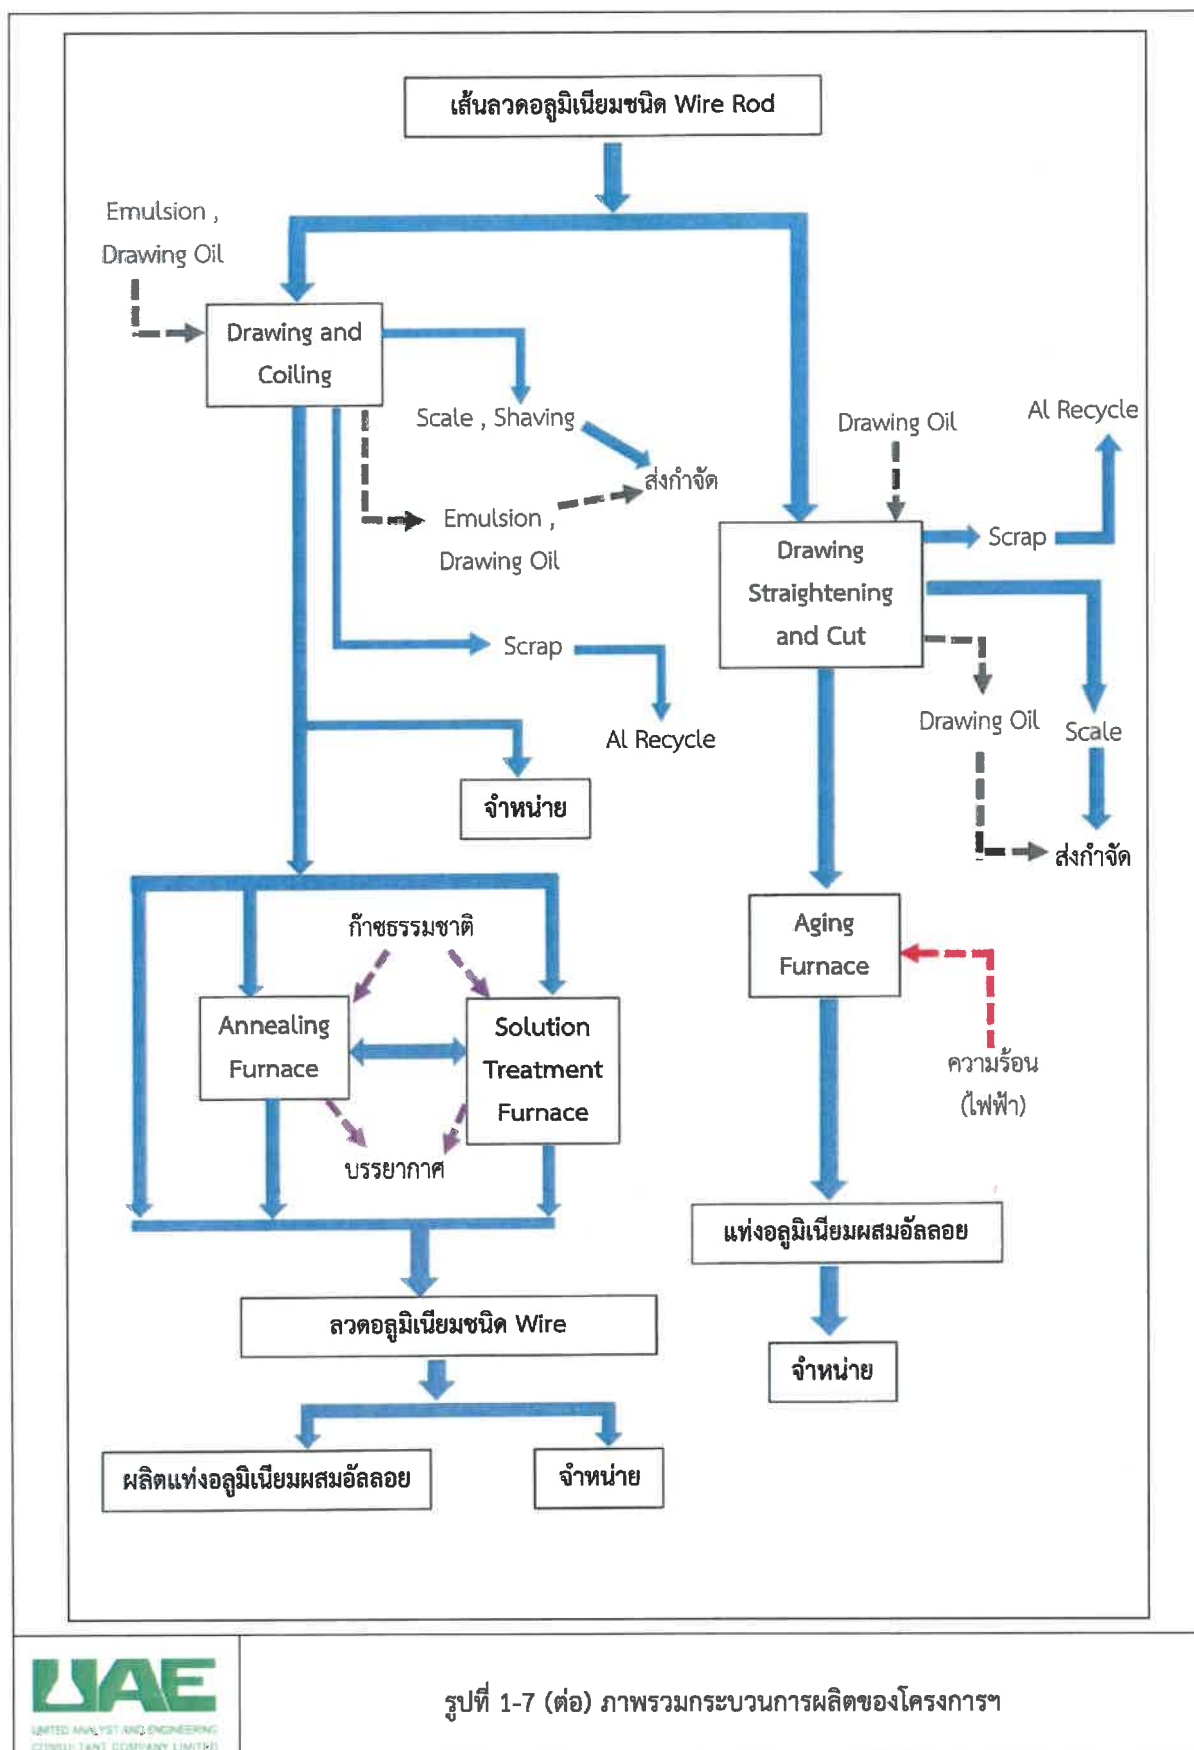 เส้นลวดอลูมิเนียมชนิด Wire Rod
Emulsion ,
Drawing Oil
Drawing and
Coiling
Scale , Shaving
ส่งกำจัด
Emulsion ,
Drawing Oil
Scrap
Al Recycle
จำหน่าย
Drawing Oil
Al Recycle
Drawing
Straightening
and Cut
Scrap
Drawing Oil
Scale
ส่งกำจัด
ก๊าซธรรมชาติ
Annealing
Furnace
Solution
Treatment
Furnace
บรรยากาศ
Aging
Furnace
ความร้อน
(ไฟฟ้า)
แท่งอลูมิเนียมผสมอัลลอย
จำหน่าย
ลวดอลูมิเนียมชนิด Wire
ผลิตแท่งอลูมิเนียมผสมอัลลอย
จำหน่าย
UAE
UNITED ANALYST AND ENGINEERING
CONSULTANT COMPANY LIMITED
รูปที่ 1-7 (ต่อ) ภาพรวมกระบวนการผลิตของโครงการฯ